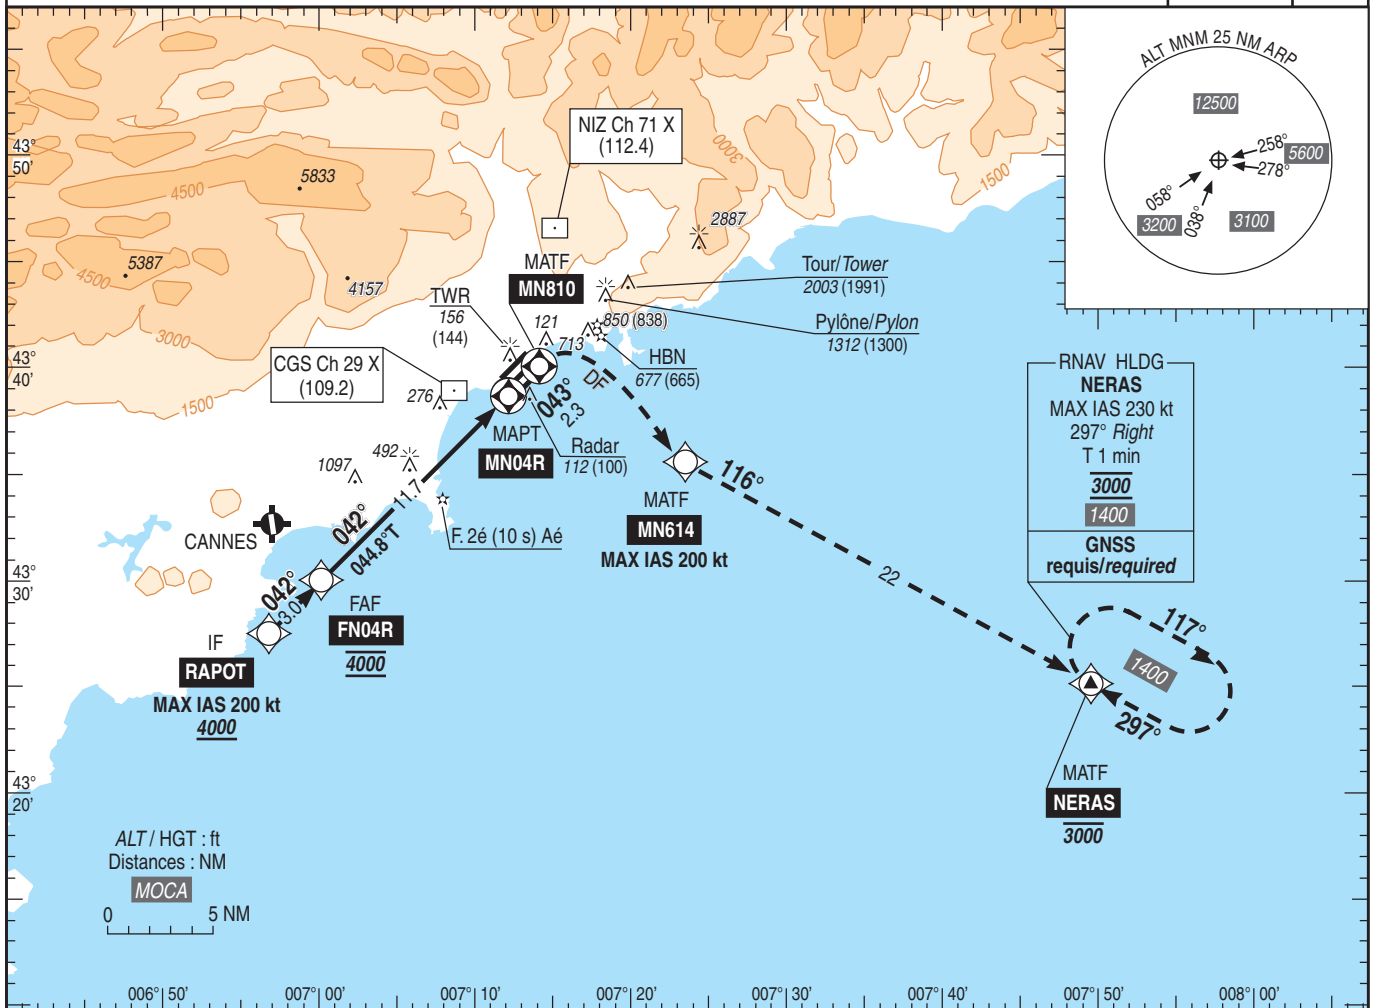 ALT MNM 25 NM ARP
12500
258°
5600
278°
058°
038°
3200
3100
NIZ Ch 71 X
(112.4)
43°
50'
5833
4500
3000
1500
2887
5387
4500
4157
MATF
MN810
Tour/Tower
2003 (1991)
TWR
156
(144)
121
713
850 (838)
Pylône/Pylon
1312 (1300)
3000
43°
40'
CGS Ch 29 X
(109.2)
HBN
677 (665)
DF
276
043°
2.3
1500
MAPT
MN04R
Radar
112 (100)
RNAV HLDG
NERAS
MAX IAS 230 kt
297° Right
T 1 min
3000
1400
GNSS
requis/required
492
1097
11.7
116°
MATF
MN614
MAX IAS 200 kt
CANNES
042°
044.8°T
F. 2é (10 s) Aé
43°
30'
042°
3.0
22
FAF
FN04R
4000
IF
RAPOT
MAX IAS 200 kt
4000
117°
1400
297°
MATF
NERAS
3000
43°
20'
ALT / HGT : ft
Distances : NM
MOCA
0 5 NM
006°50' 007°00' 007°10' 007°20' 007°30' 007°40' 007°50' 008°00'